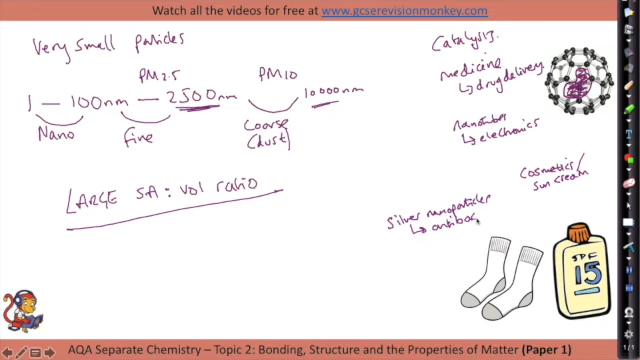 Watch all the videos for free at www.gcserevisionmonkey.com
Very small particles
PM2.5
PM10
1 — 100nm — 2500nm
10000nm
Nano
fine
Coarse
(dust)
LARGE SA : vol ratio
Catalysts.
medicine
↳ drug delivery
nanotubes
↳ electronics
Cosmetics/
sun cream
Silver nanoparticles
↳ antibac
SPF
15
AQA Separate Chemistry – Topic 2: Bonding, Structure and the Properties of Matter (Paper 1)
1/1